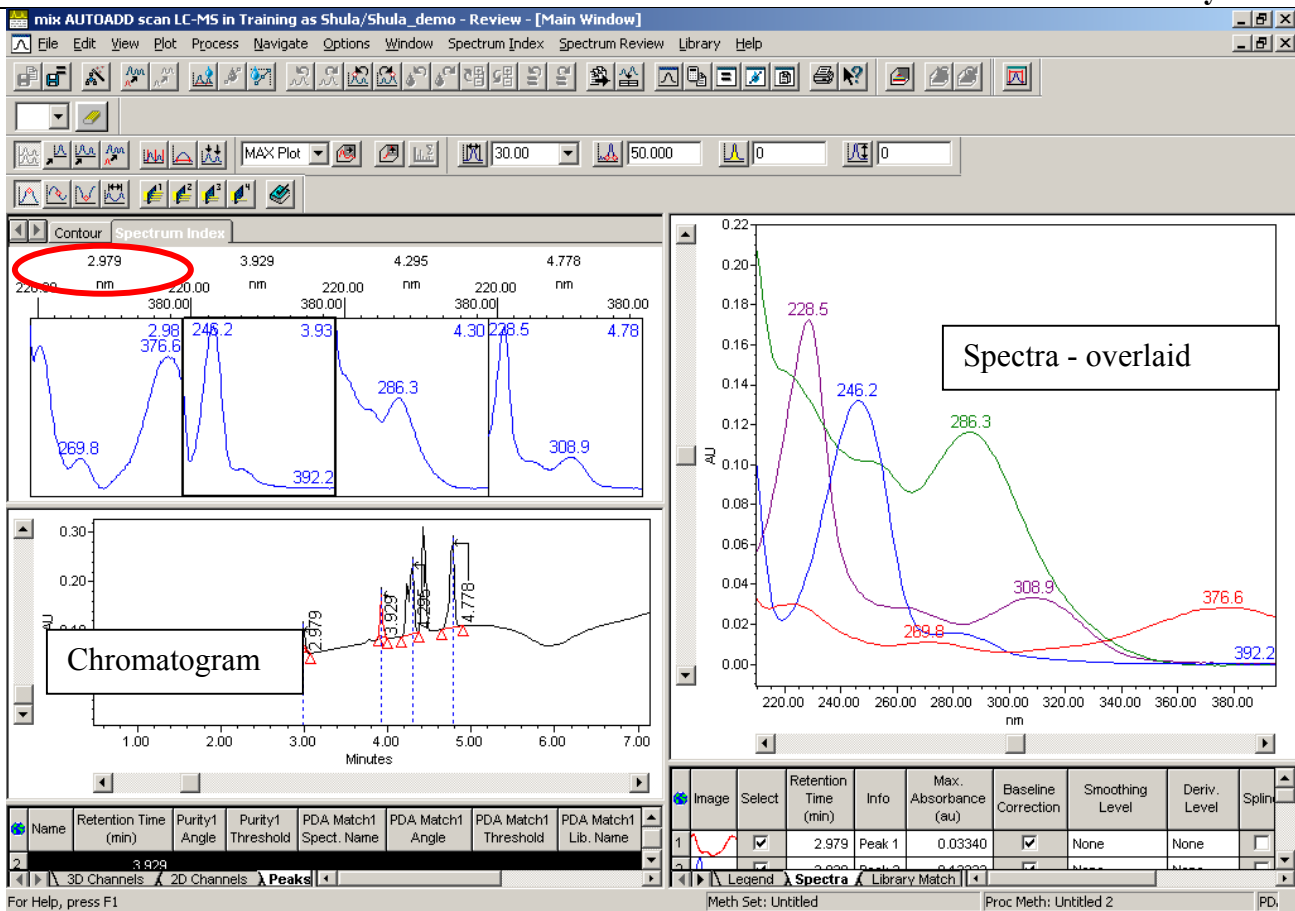 mix AUTOADD scan LC-MS in Training as Shula/Shula_demo - Review - [Main Window]
File Edit View Plot Process Navigate Options Window Spectrum Index Spectrum Review Library Help
MAX Plot 30.00 50.000 0 0
Contour Spectrum Index
2.979 3.929 4.295 4.778
nm nm nm nm
220.00 220.00 220.00
380.00 380.00 380.00 380.00
2.98 246.2 3.93 4.30 228.5 4.78
376.6
286.3
269.8 308.9
392.2
0.30
0.20
AU
2.979
3.929
4.295
4.778
Chromatogram
1.00 2.00 3.00 4.00 5.00 6.00 7.00
Minutes
Name Retention Time (min) Purity1 Angle Purity1 Threshold PDA Match1 Spect. Name PDA Match1 Angle PDA Match1 Threshold PDA Match1 Lib. Name
2 3.929
3D Channels 2D Channels Peaks
0.22
0.20
0.18
0.16
0.14
0.12
0.10
0.08
0.06
0.04
0.02
0.00
AU
228.5
Spectra - overlaid
246.2
286.3
308.9
376.6
269.8
392.2
220.00 240.00 260.00 280.00 300.00 320.00 340.00 360.00 380.00
nm
Image Select Retention Time (min) Info Max. Absorbance (au) Baseline Correction Smoothing Level Deriv. Level
1 2.979 Peak 1 0.03340 None None
Legend Spectra Library Match
For Help, press F1
Meth Set: Untitled
Proc Meth: Untitled 2